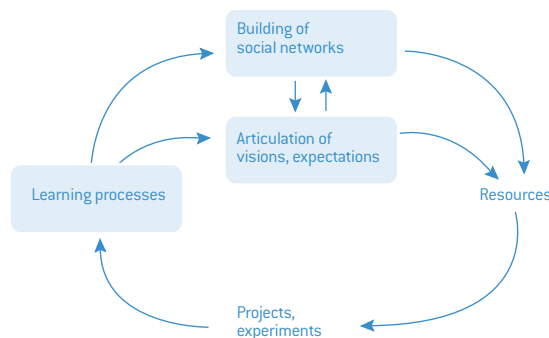 Building of
social networks
Articulation of
visions, expectations
Learning processes
Resources
Projects,
experiments